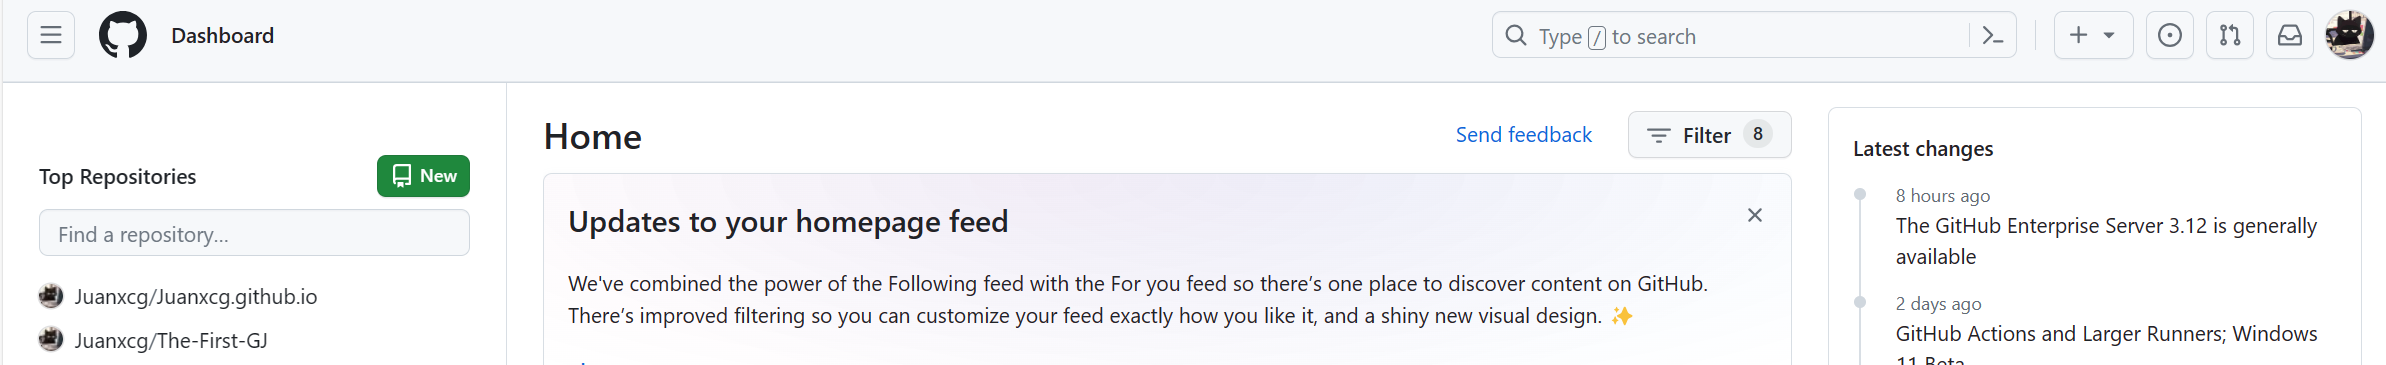 Dashboard
Type / to search
Top Repositories
New
Find a repository...
Juanxcg/Juanxcg.github.io
Juanxcg/The-First-GJ
Home
Send feedback
Filter 8
Updates to your homepage feed
We've combined the power of the Following feed with the For you feed so there’s one place to discover content on GitHub.
There’s improved filtering so you can customize your feed exactly how you like it, and a shiny new visual design. ✨
Latest changes
8 hours ago
The GitHub Enterprise Server 3.12 is generally
available
2 days ago
GitHub Actions and Larger Runners; Windows
11 Beta